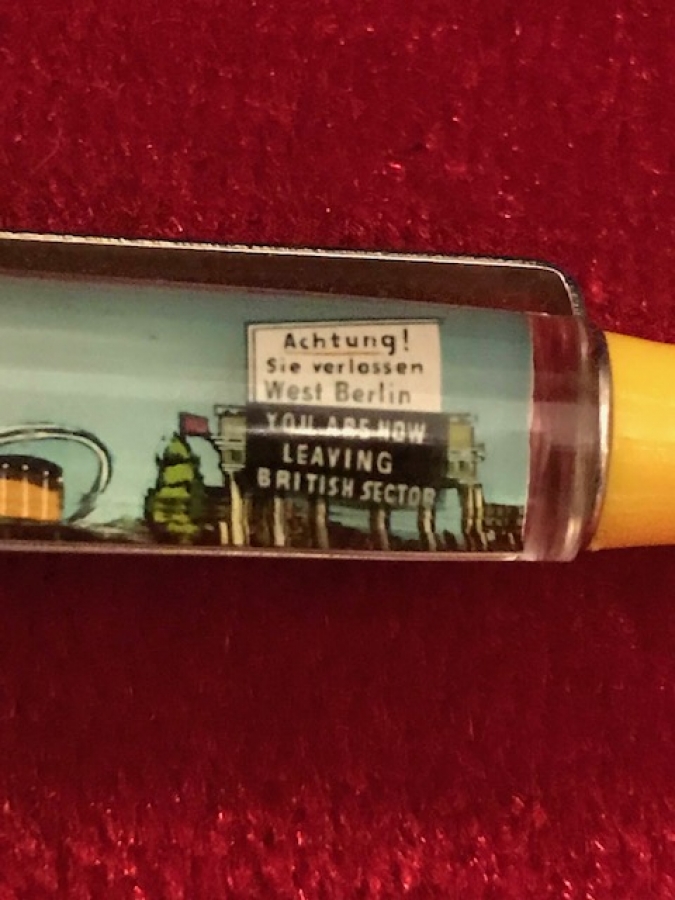 Achtung!
Sie verlassen
West Berlin
YOU ARE NOW
LEAVING
BRITISH SECTOR